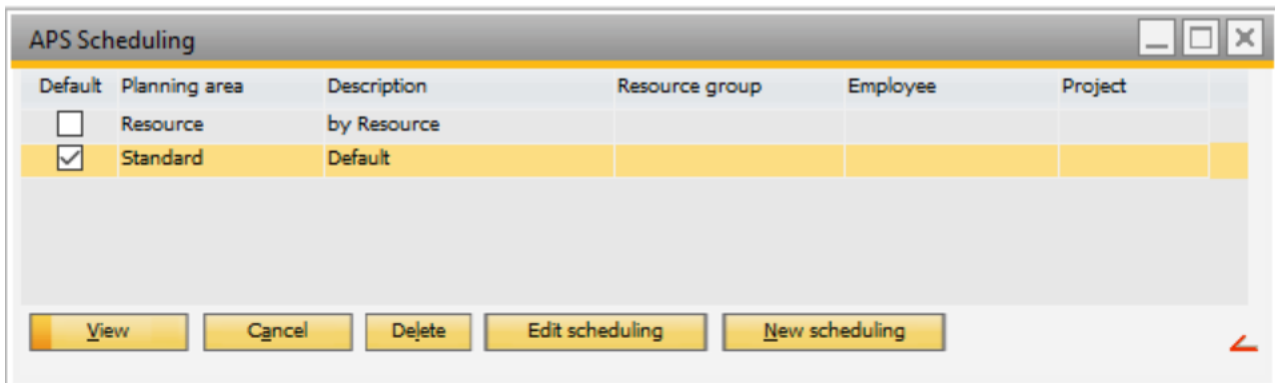 APS Scheduling
Default Planning area Description Resource group Employee Project
Resource by Resource
Standard Default
View Cancel Delete Edit scheduling New scheduling